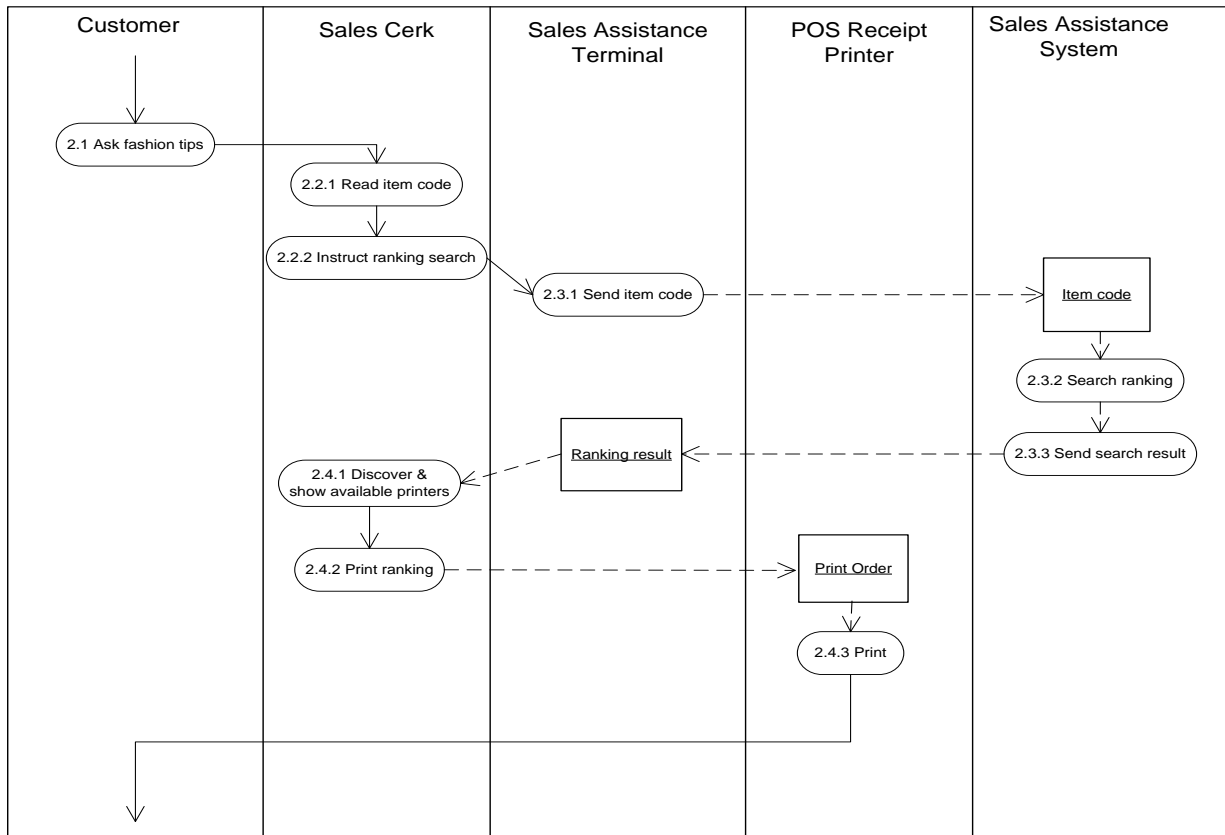 Customer
Sales Cerk
Sales Assistance
Terminal
POS Receipt
Printer
Sales Assistance
System
2.1 Ask fashion tips
2.2.1 Read item code
2.2.2 Instruct ranking search
2.3.1 Send item code
Item code
2.3.2 Search ranking
2.3.3 Send search result
Ranking result
2.4.1 Discover &
show available printers
2.4.2 Print ranking
Print Order
2.4.3 Print